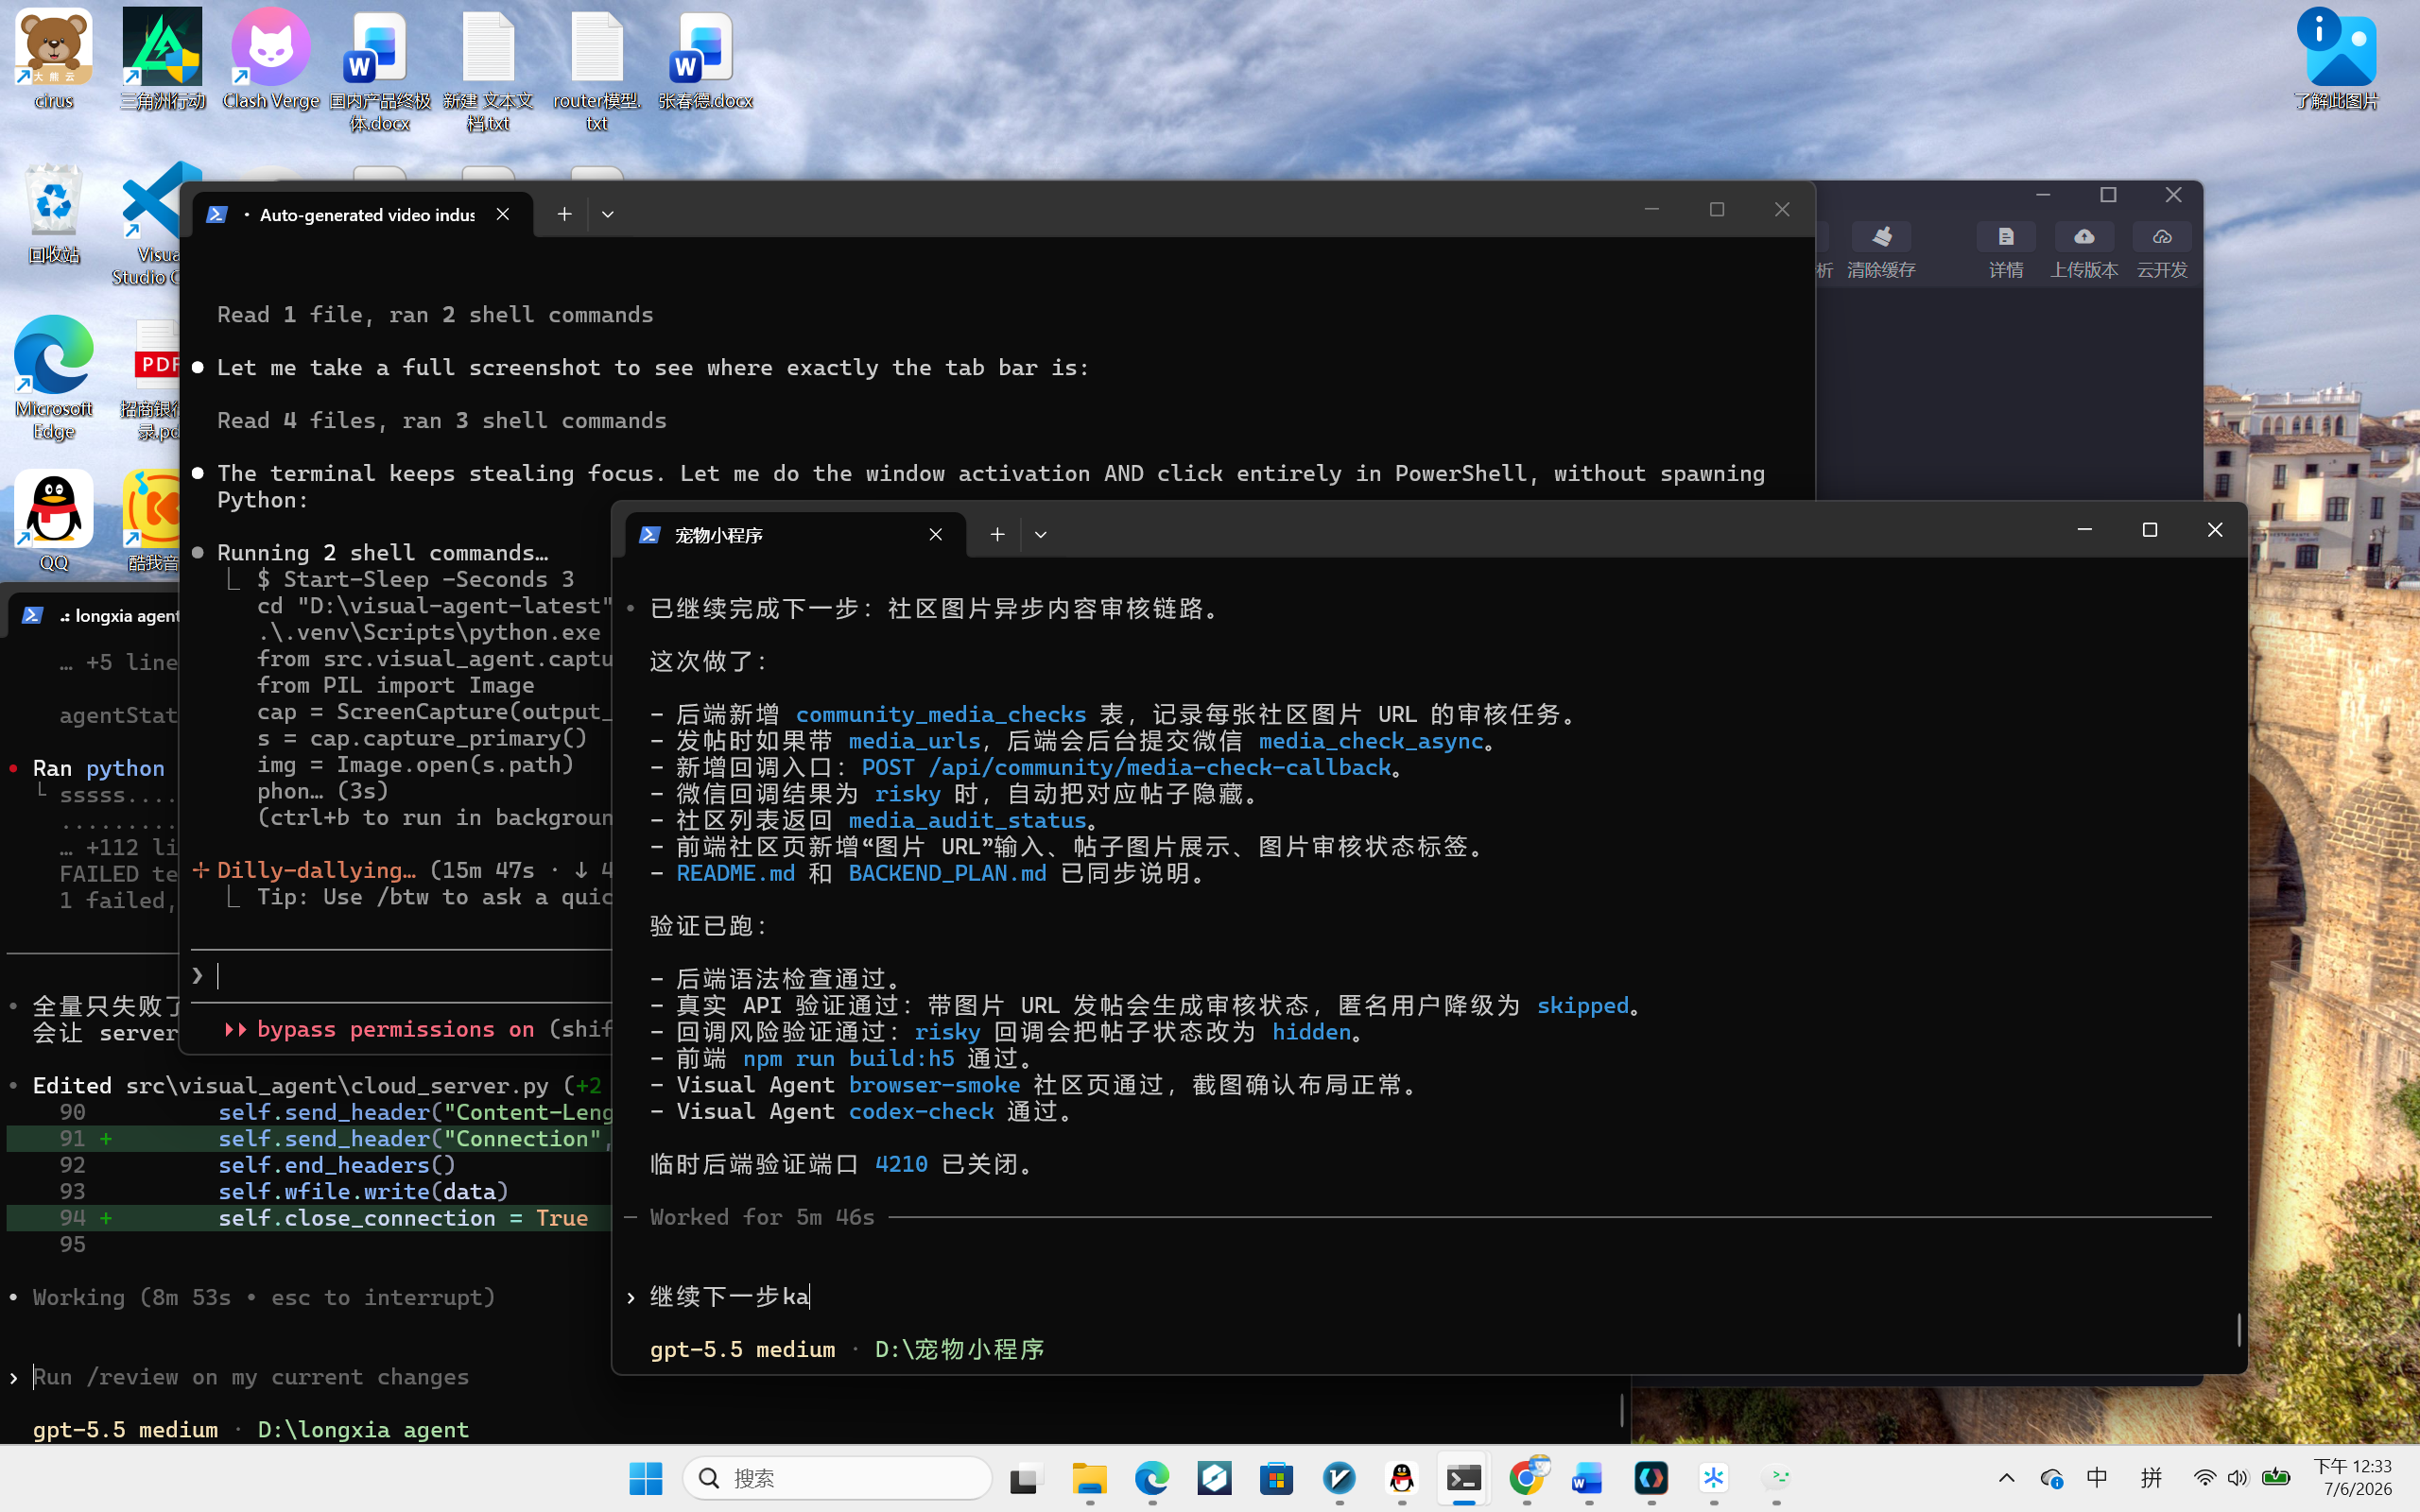 cirus
三角洲行动
Clash Verge
国内产品终极体.docx
新建 文本文档.txt
router模型.txt
张春德.docx
了解此图片
回收站
Visua
Studio C
Microsoft
Edge
PDF
招商银行
录.pd
QQ
酷我音
析
清除缓存
详情
上传版本
云开发
· Auto-generated video indus
Read 1 file, ran 2 shell commands
● Let me take a full screenshot to see where exactly the tab bar is:
Read 4 files, ran 3 shell commands
● The terminal keeps stealing focus. Let me do the window activation AND click entirely in PowerShell, without spawning
Python:
● Running 2 shell commands…
⎿ $ Start-Sleep -Seconds 3
cd "D:\visual-agent-latest"
.\.venv\Scripts\python.exe
from src.visual_agent.captu
from PIL import Image
cap = ScreenCapture(output_
s = cap.capture_primary()
img = Image.open(s.path)
phon… (3s)
(ctrl+b to run in backgroun
✢ Dilly-dallying… (15m 47s · ↓ 4
⎿ Tip: Use /btw to ask a quic
❯
⏵⏵ bypass permissions on (shif
longxia agent
… +5 line
agentStat
• Ran python
└ sssss....
.........
… +112 li
FAILED te
1 failed,
• 全量只失败了
会让 server
• Edited src\visual_agent\cloud_server.py (+2
90 self.send_header("Content-Leng
91 + self.send_header("Connection",
92 self.end_headers()
93 self.wfile.write(data)
94 + self.close_connection = True
95
• Working (8m 53s • esc to interrupt)
› Run /review on my current changes
gpt-5.5 medium · D:\longxia agent
宠物小程序
• 已继续完成下一步：社区图片异步内容审核链路。
这次做了：
- 后端新增 community_media_checks 表，记录每张社区图片 URL 的审核任务。
- 发帖时如果带 media_urls，后端会后台提交微信 media_check_async。
- 新增回调入口：POST /api/community/media-check-callback。
- 微信回调结果为 risky 时，自动把对应帖子隐藏。
- 社区列表返回 media_audit_status。
- 前端社区页新增“图片 URL”输入、帖子图片展示、图片审核状态标签。
- README.md 和 BACKEND_PLAN.md 已同步说明。
验证已跑：
- 后端语法检查通过。
- 真实 API 验证通过：带图片 URL 发帖会生成审核状态，匿名用户降级为 skipped。
- 回调风险验证通过：risky 回调会把帖子状态改为 hidden。
- 前端 npm run build:h5 通过。
- Visual Agent browser-smoke 社区页通过，截图确认布局正常。
- Visual Agent codex-check 通过。
临时后端验证端口 4210 已关闭。
─ Worked for 5m 46s
› 继续下一步ka
gpt-5.5 medium · D:\宠物小程序
搜索
中
拼
下午 12:33
7/6/2026